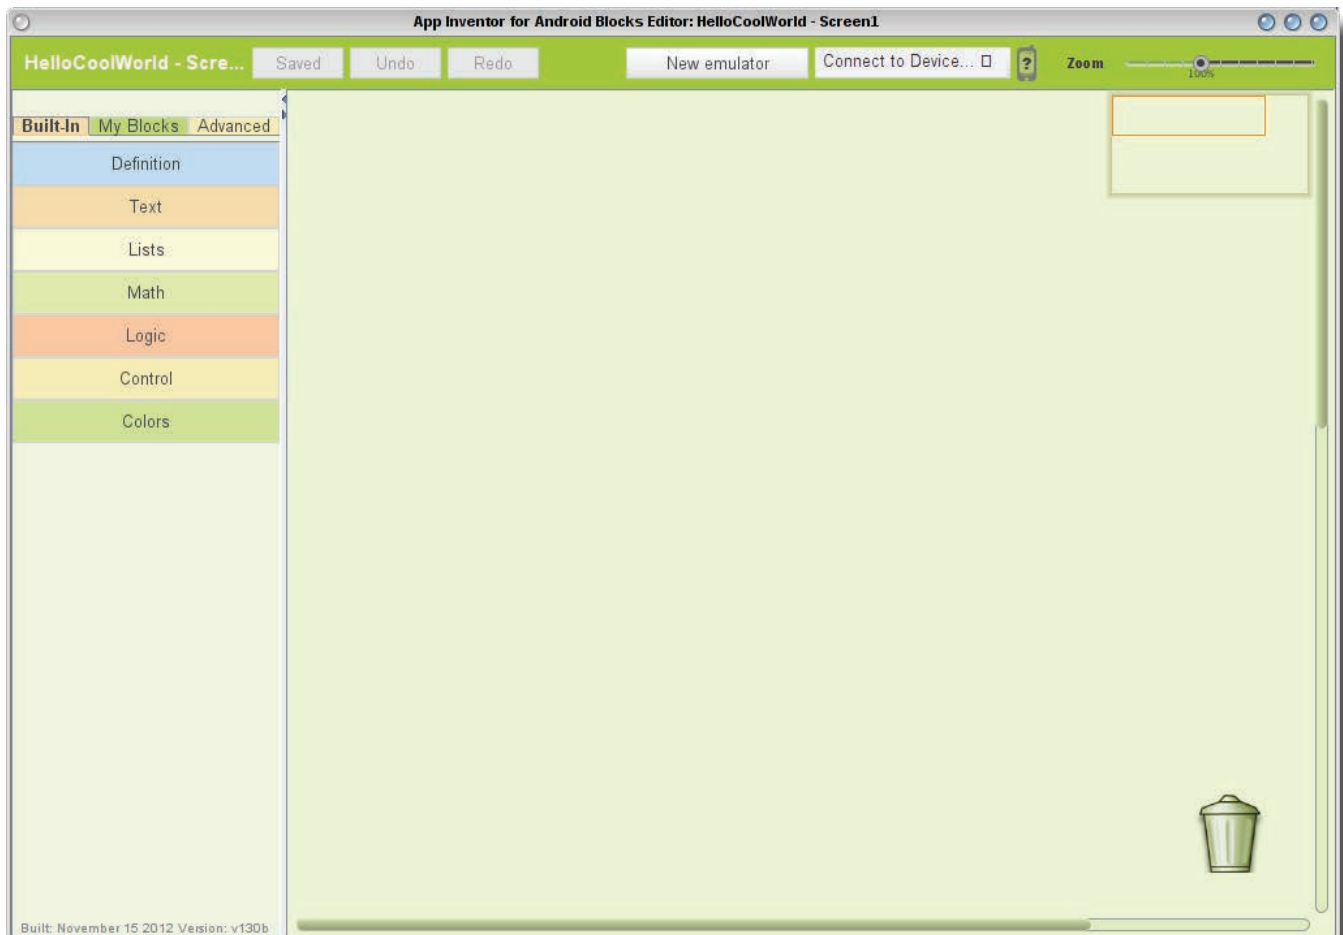 App Inventor for Android Blocks Editor: HelloCoolWorld - Screen1
HelloCoolWorld - Scre... Saved Undo Redo New emulator Connect to Device... ? Zoom
100%
Built-In My Blocks Advanced
Definition
Text
Lists
Math
Logic
Control
Colors
Built: November 15 2012 Version: v130b